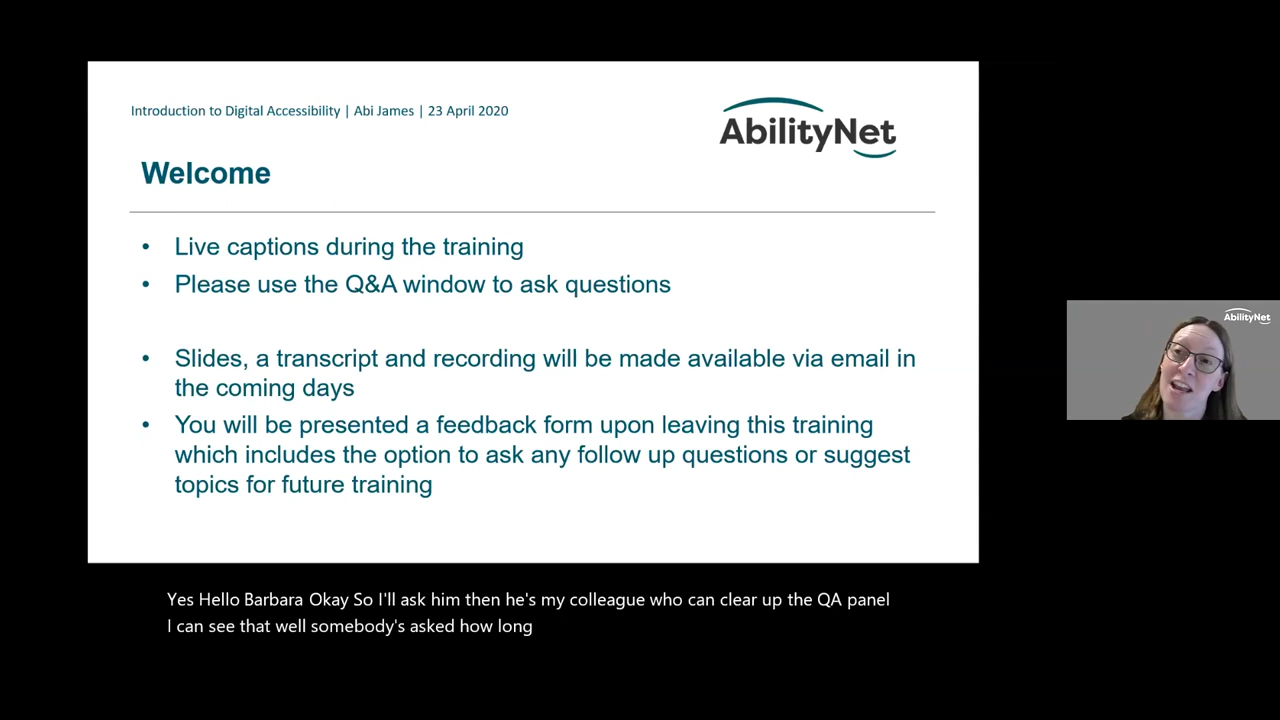 Introduction to Digital Accessibility | Abi James | 23 April 2020
AbilityNet
Welcome
• Live captions during the training
• Please use the Q&A window to ask questions
• Slides, a transcript and recording will be made available via email in
the coming days
• You will be presented a feedback form upon leaving this training
which includes the option to ask any follow up questions or suggest
topics for future training
AbilityNet
Yes Hello Barbara Okay So I'll ask him then he's my colleague who can clear up the QA panel
I can see that well somebody's asked how long